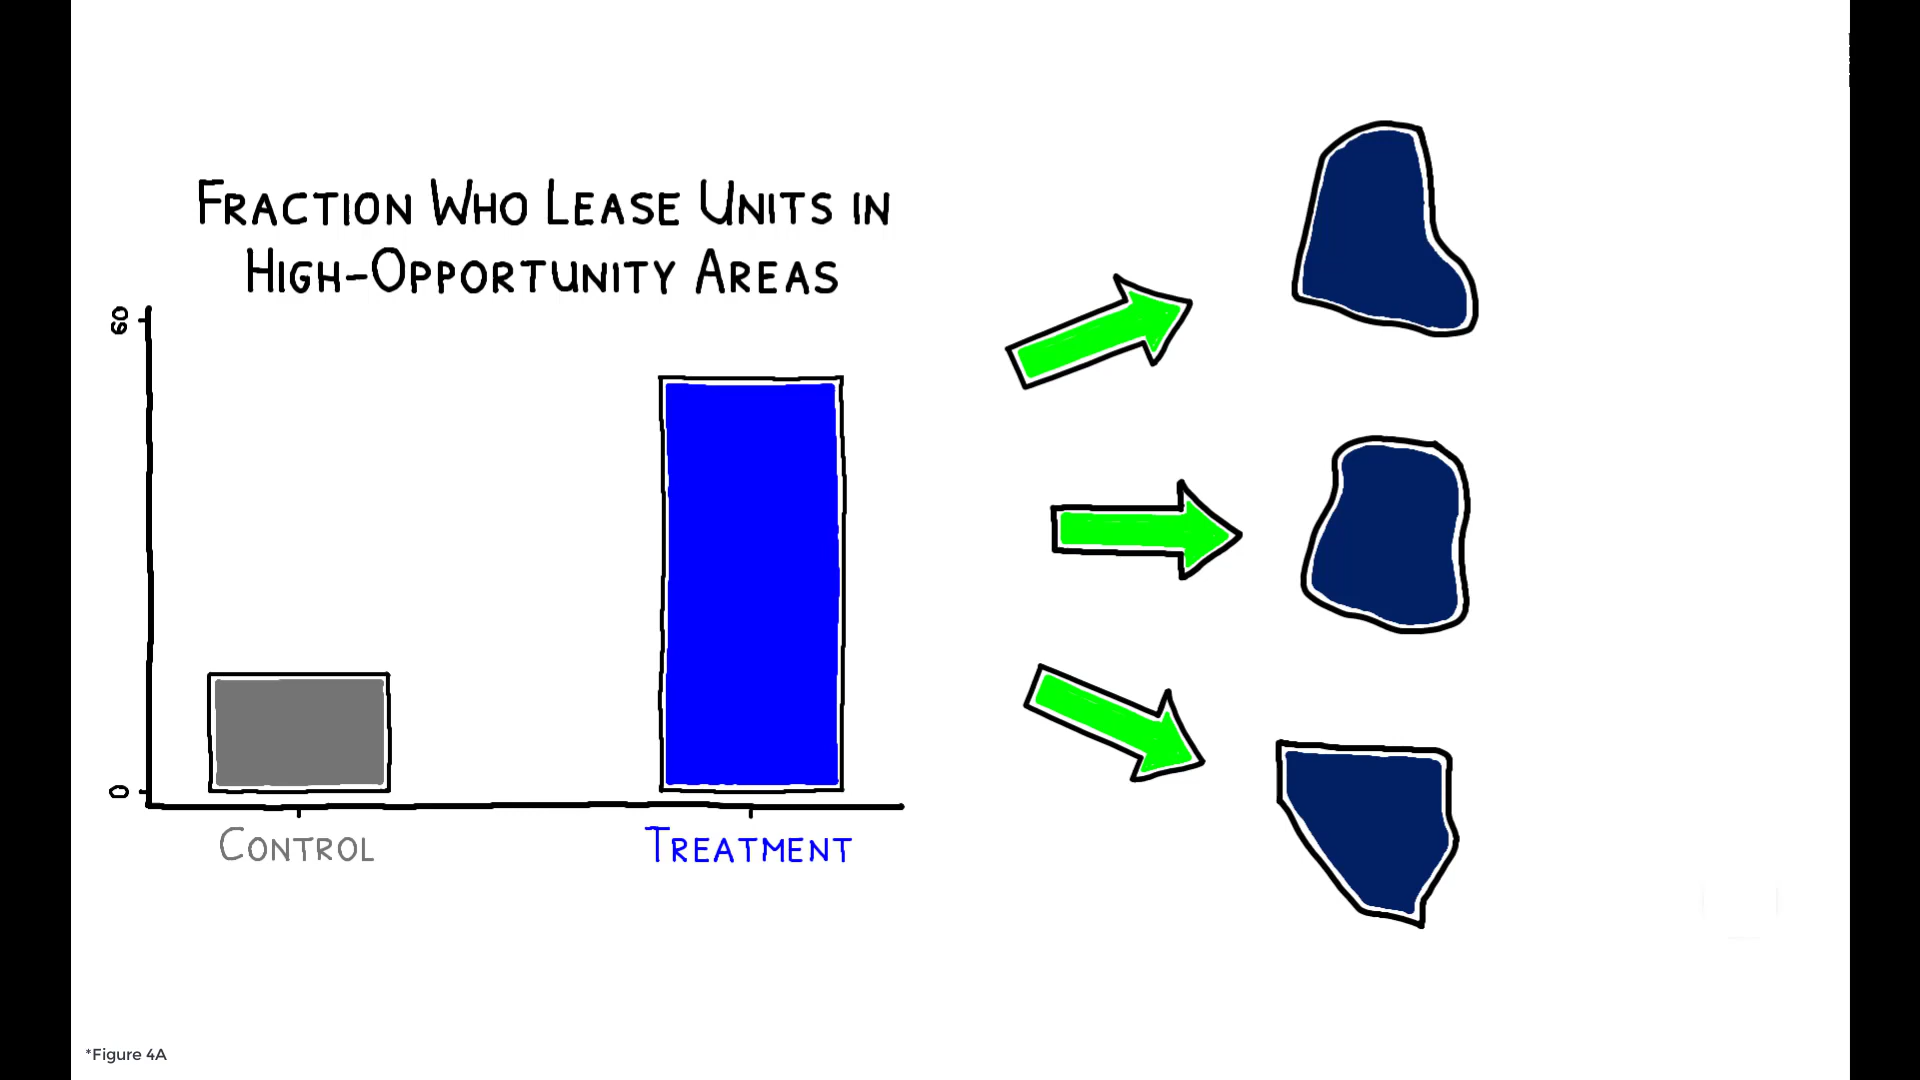 FRACTION WHO LEASE UNITS IN
HIGH-OPPORTUNITY AREAS
60
0
CONTROL
TREATMENT
*Figure 4A